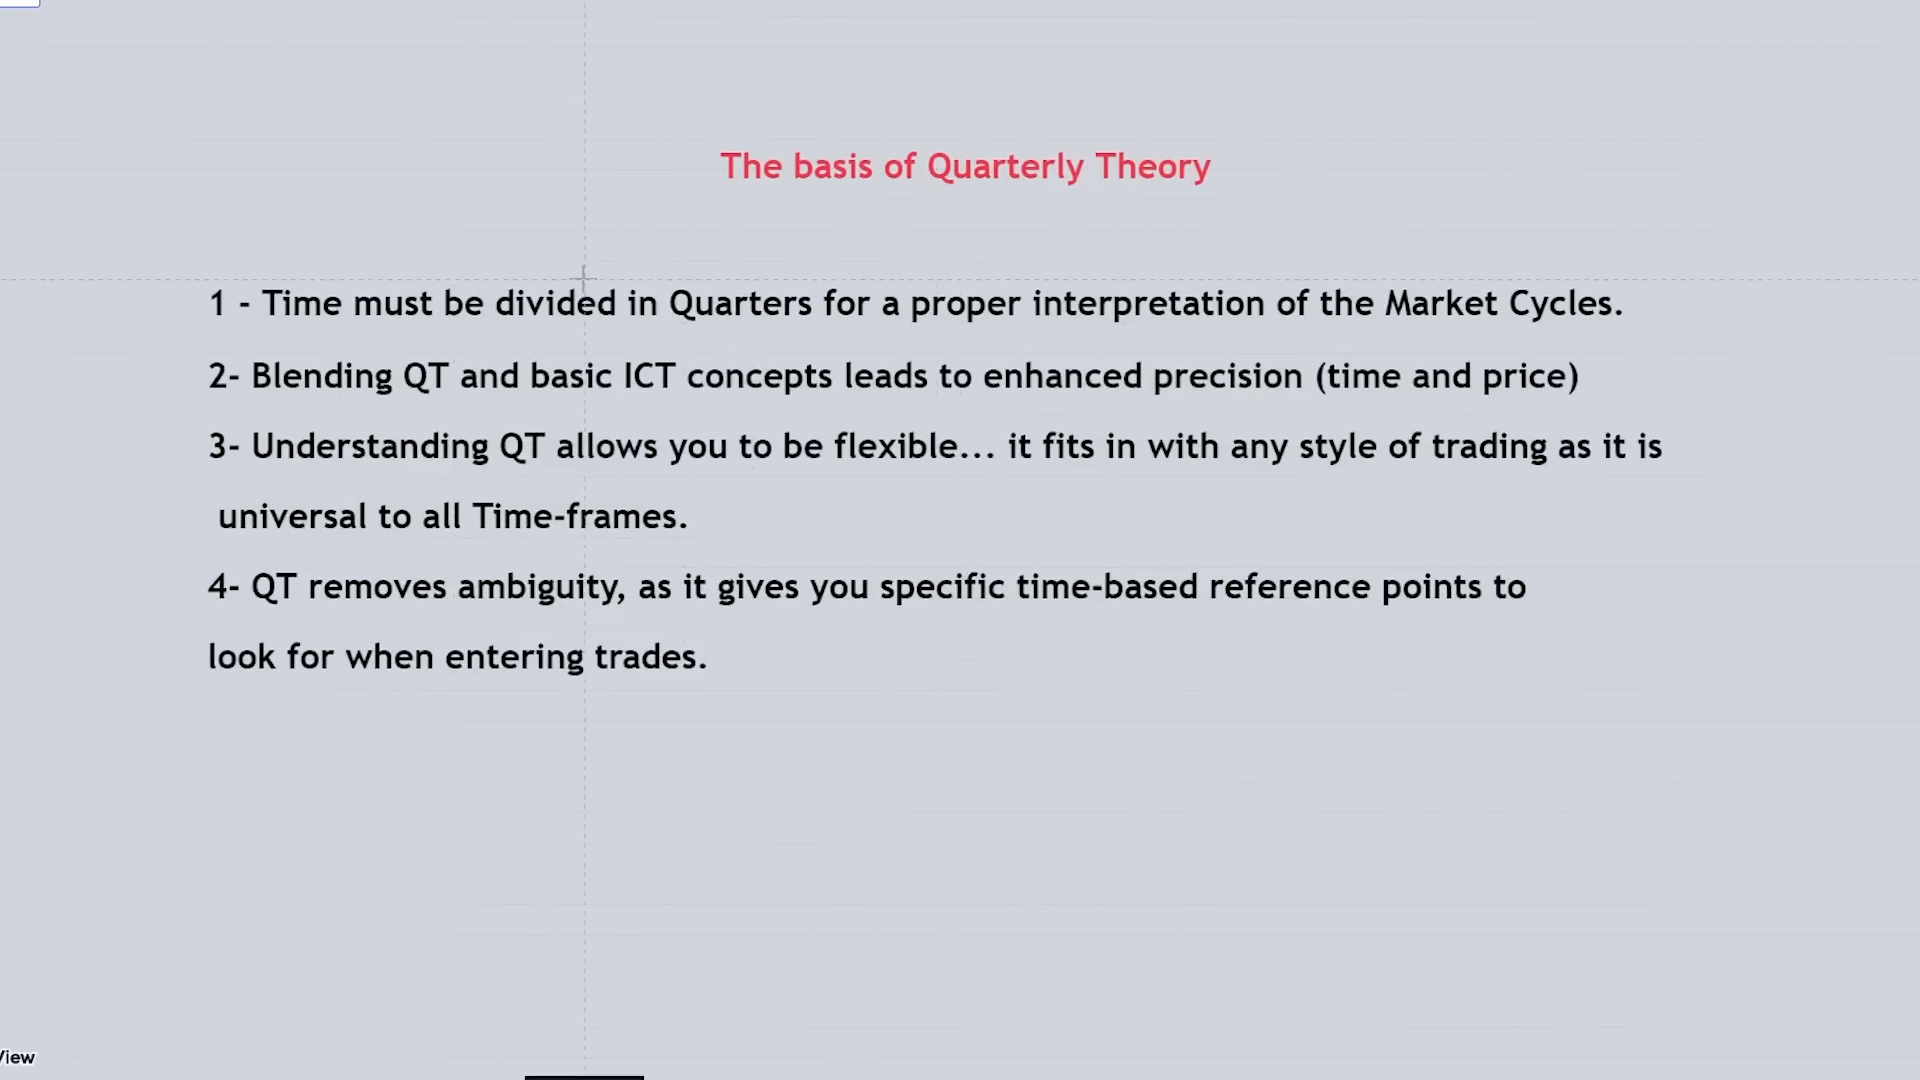 The basis of Quarterly Theory
1 - Time must be divided in Quarters for a proper interpretation of the Market Cycles.
2- Blending QT and basic ICT concepts leads to enhanced precision (time and price)
3- Understanding QT allows you to be flexible... it fits in with any style of trading as it is
universal to all Time-frames.
4- QT removes ambiguity, as it gives you specific time-based reference points to
look for when entering trades.
View